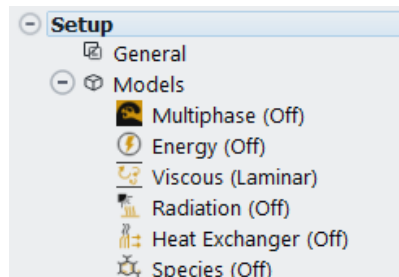 Setup
General
Models
Multiphase (Off)
Energy (Off)
Viscous (Laminar)
Radiation (Off)
Heat Exchanger (Off)
Species (Off)